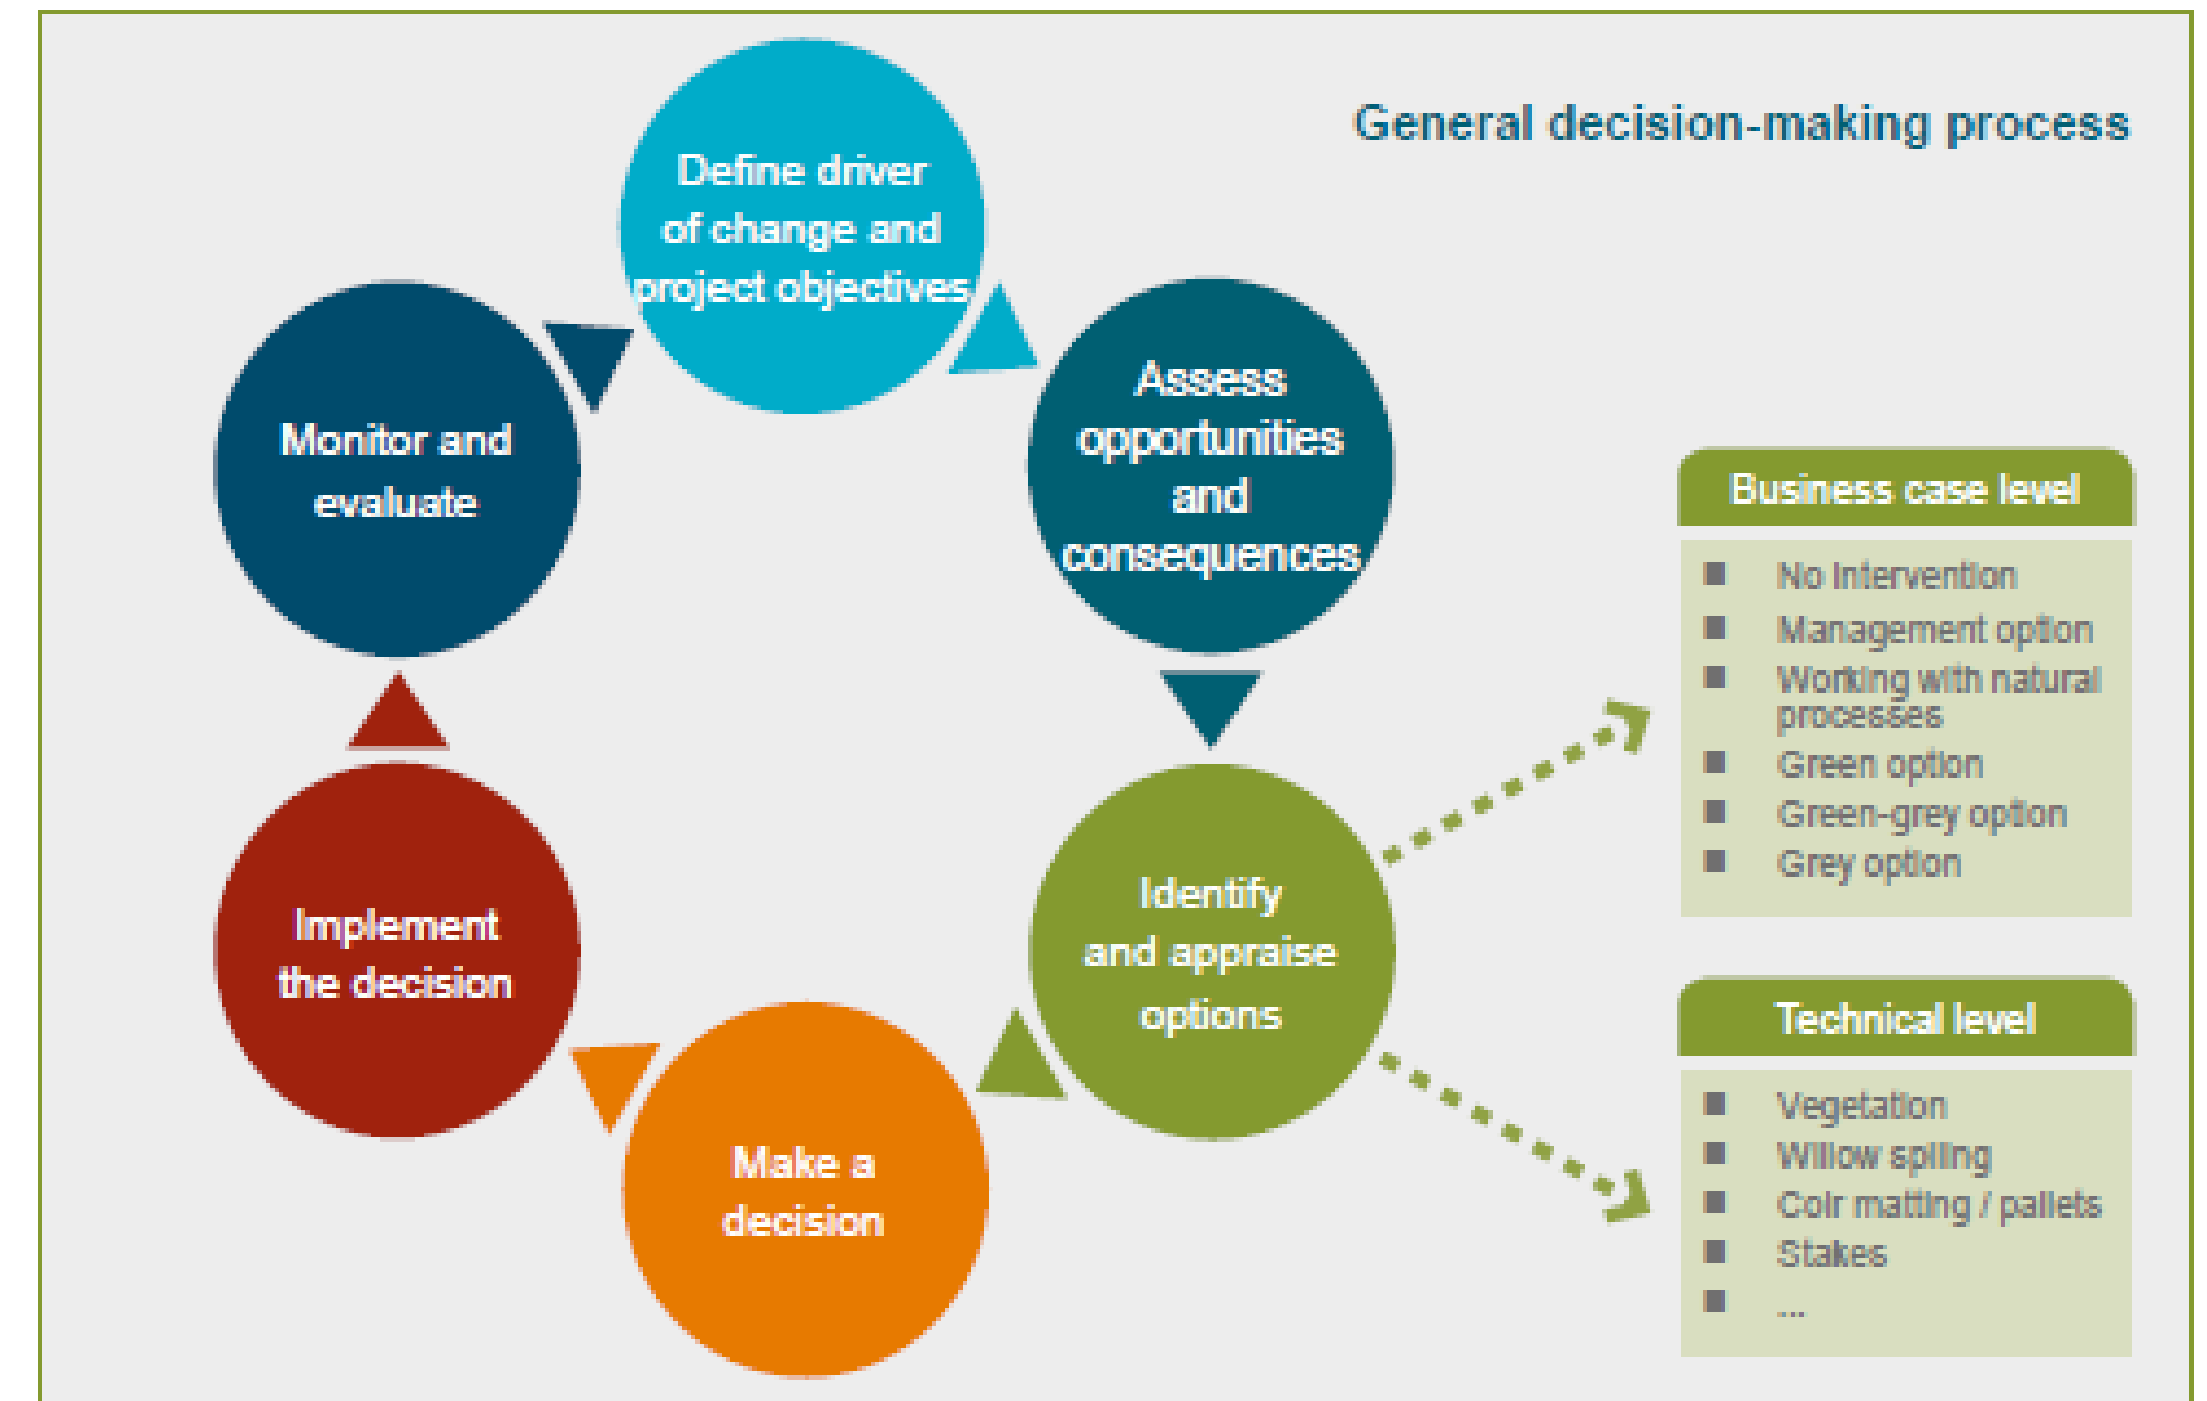 General decision-making process
Define driver
of change and
project objectives
Assess
opportunities
and
consequences
Identify
and appraise
options
Make a
decision
Implement
the decision
Monitor and
evaluate
Business case level
No Intervention
Management option
Working with natural
processes
Green option
Green-grey option
Grey option
Technical level
Vegetation
Willow spiling
Coir matting / pallets
Stakes
...